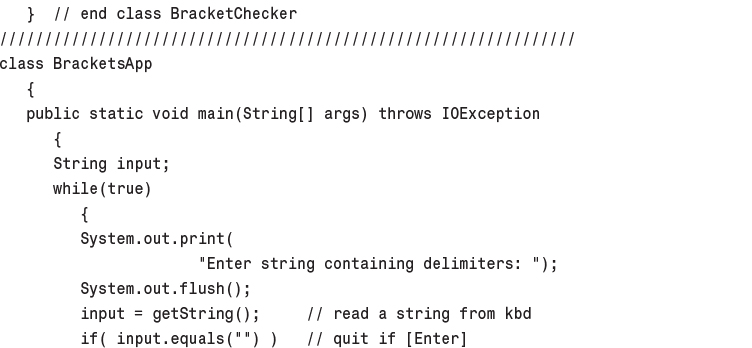 }  // end class BracketChecker
////////////////////////////////////////////////////////////////
class BracketsApp
{
public static void main(String[] args) throws IOException
{
String input;
while(true)
{
System.out.print(
"Enter string containing delimiters: ");
System.out.flush();
input = getString();     // read a string from kbd
if( input.equals("") )   // quit if [Enter]